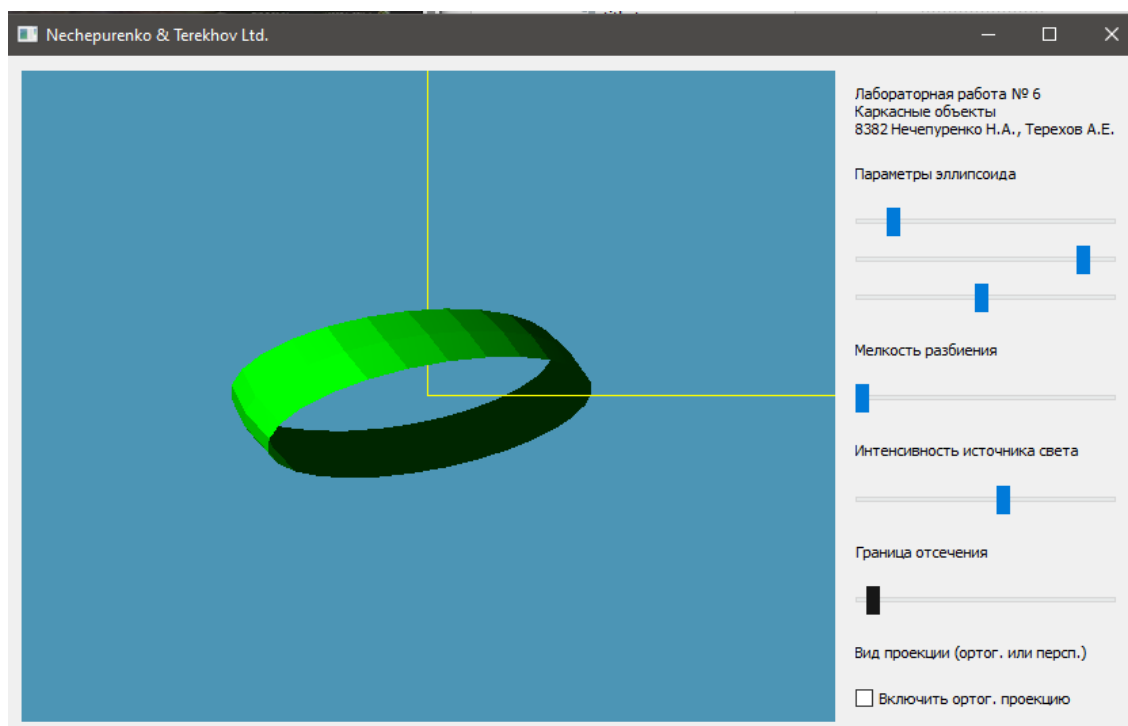 Nechepurenko & Terekhov Ltd.
Лабораторная работа № 6
Каркасные объекты
8382 Нечепуренко Н.А., Терехов А.Е.
Параметры эллипсоида
Мелкость разбиения
Интенсивность источника света
Граница отсечения
Вид проекции (ортог. или персп.)
Включить ортог. проекцию